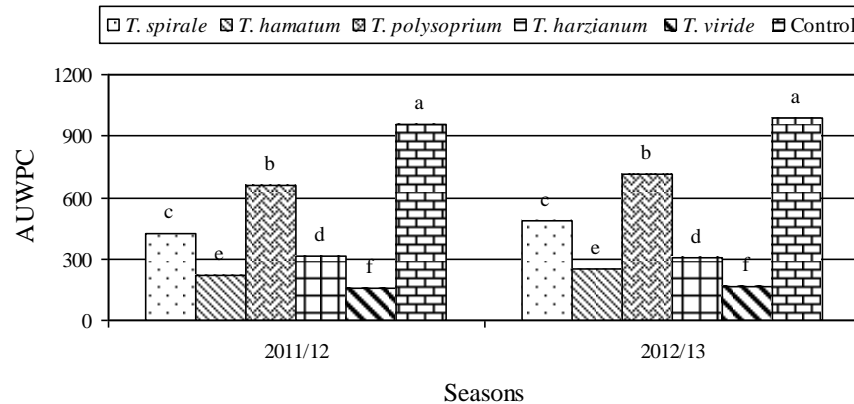 T. spirale T. hamatum T. polysoprium T. harzianum T. viride Control
1200
900
600
300
0
AUWPC
c e b d f a
c e b d f a
2011/12 2012/13
Seasons